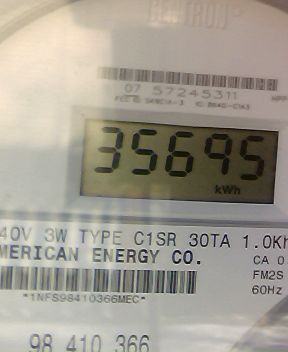 CENTRON
07 57245311
35695
kWh
40V 3W TYPE C1SR 30TA 1.0Kh
MERICAN ENERGY CO.
CA 0
FM2S
60Hz
*1NFS98410366MEC*
98 410 366